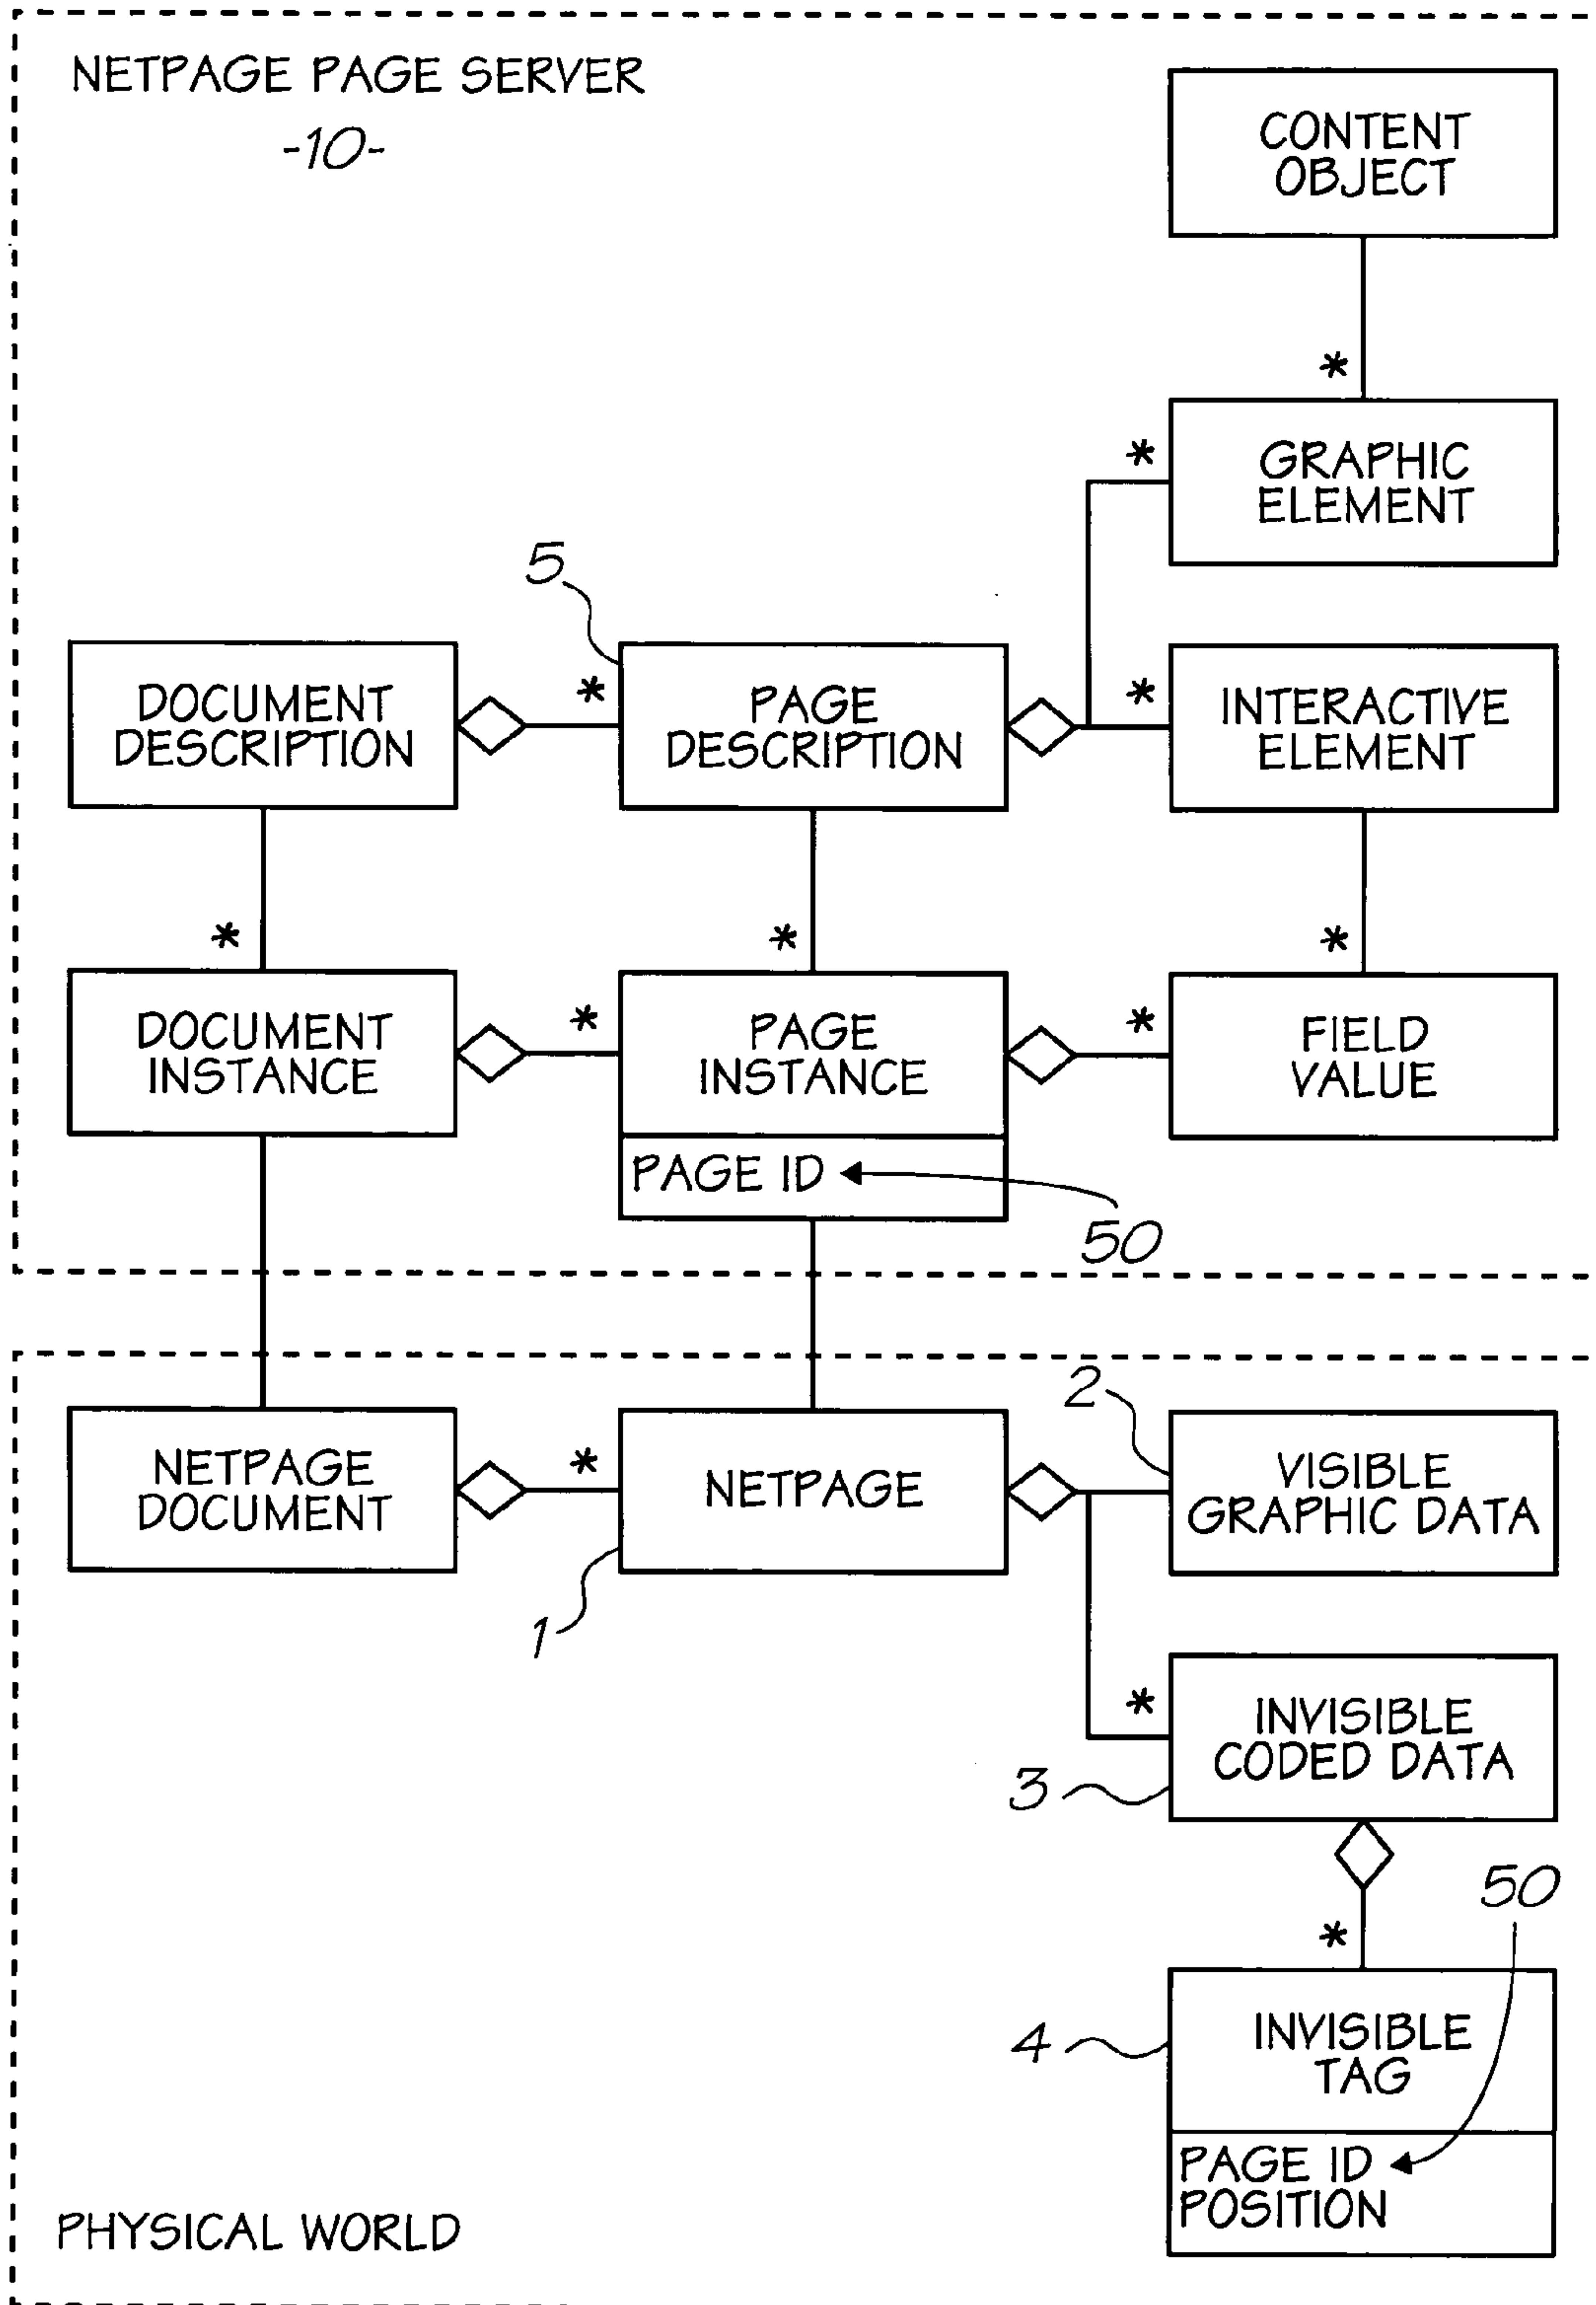 NETPAGE PAGE SERVER
-10-
CONTENT
OBJECT
*
*
GRAPHIC
ELEMENT
5
DOCUMENT
DESCRIPTION
*
PAGE
DESCRIPTION
*
INTERACTIVE
ELEMENT
*
*
*
DOCUMENT
INSTANCE
*
PAGE
INSTANCE
*
FIELD
VALUE
PAGE ID
50
NETPAGE
DOCUMENT
*
NETPAGE
1
2
VISIBLE
GRAPHIC DATA
*
INVISIBLE
CODED DATA
3
*
50
4
INVISIBLE
TAG
PAGE ID
POSITION
PHYSICAL WORLD